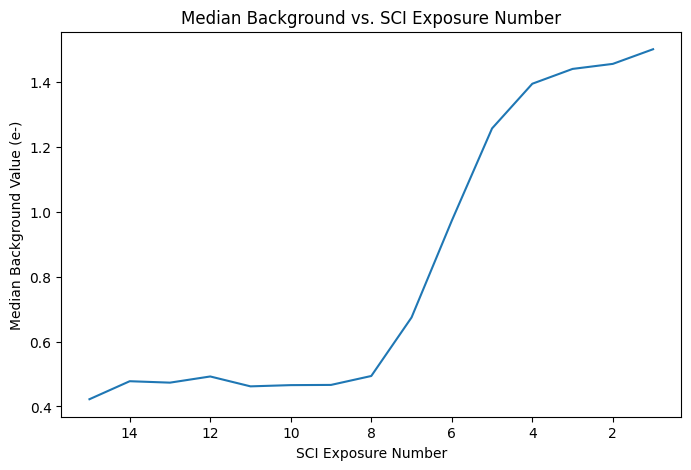 Median Background vs. SCI Exposure Number
Median Background Value (e-)
1.4
1.2
1.0
0.8
0.6
0.4
14 12 10 8 6 4 2
SCI Exposure Number